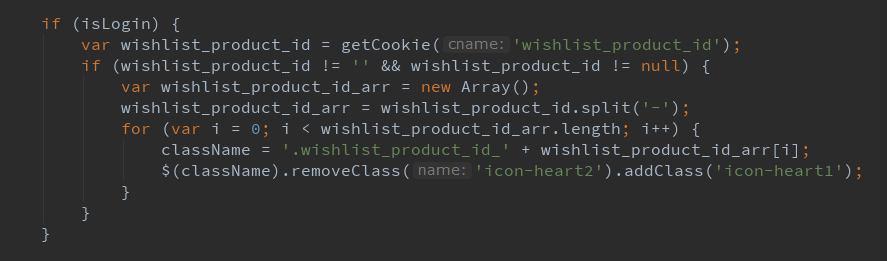 if (isLogin) {
var wishlist_product_id = getCookie( cname: 'wishlist_product_id');
if (wishlist_product_id != '' && wishlist_product_id != null) {
var wishlist_product_id_arr = new Array();
wishlist_product_id_arr = wishlist_product_id.split('-');
for (var i = 0; i < wishlist_product_id_arr.length; i++) {
className = '.wishlist_product_id_' + wishlist_product_id_arr[i];
$(className).removeClass( name: 'icon-heart2').addClass('icon-heart1');
}
}
}